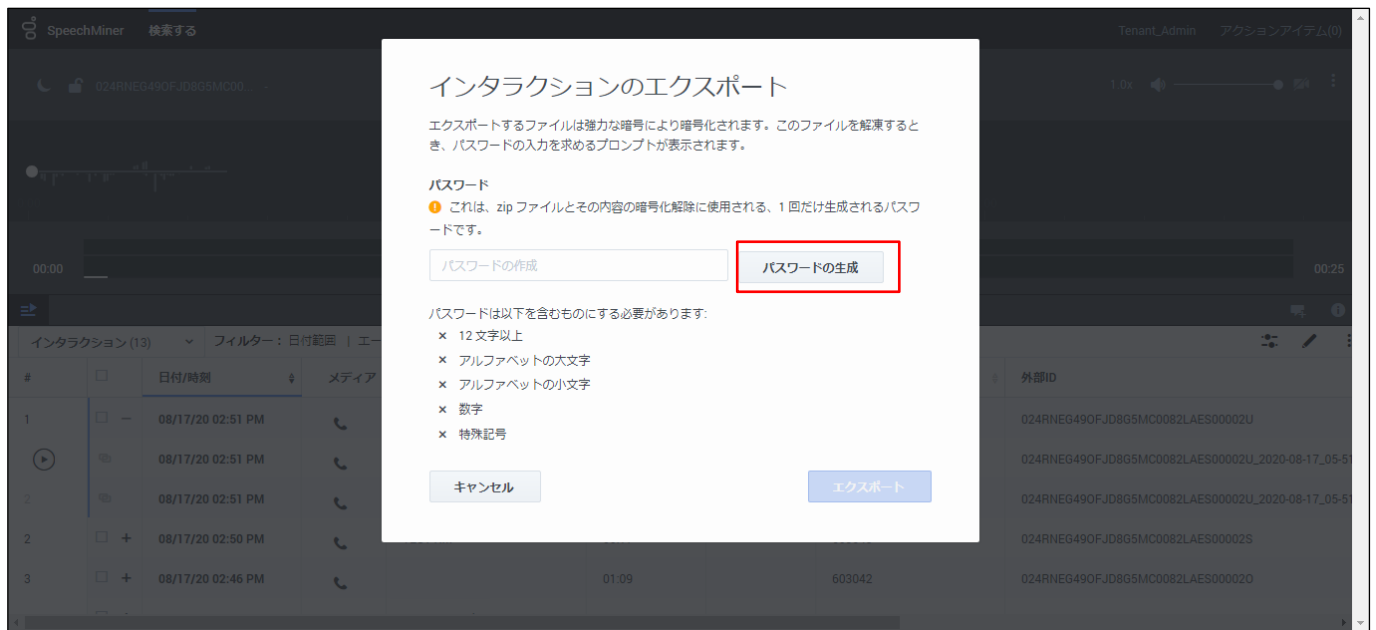 SpeechMiner 検索する Tenant_Admin アクションアイテム(0)
024RNEG49OFJD8G5MC00... 1.0x
インタラクションのエクスポート
エクスポートするファイルは強力な暗号により暗号化されます。このファイルを解凍すると
き、パスワードの入力を求めるプロンプトが表示されます。
パスワード
これは、zip ファイルとその内容の暗号化解除に使用される、1 回だけ生成されるパスワ
ードです。
パスワードの作成 パスワードの生成
00:00 00:25
パスワードは以下を含むものにする必要があります:
× 12 文字以上
× アルファベットの大文字
× アルファベットの小文字
× 数字
× 特殊記号
キャンセル エクスポート
インタラクション (13) フィルター : 日付範囲 | エー
# 日付/時刻 メディア 外部ID
1 − 08/17/20 02:51 PM 024RNEG49OFJD8G5MC0082LAES00002U
08/17/20 02:51 PM 024RNEG49OFJD8G5MC0082LAES00002U_2020-08-17_05-51
2 08/17/20 02:51 PM 024RNEG49OFJD8G5MC0082LAES00002U_2020-08-17_05-51
2 + 08/17/20 02:50 PM 024RNEG49OFJD8G5MC0082LAES00002S
3 + 08/17/20 02:46 PM 01:09 603042 024RNEG49OFJD8G5MC0082LAES00002O